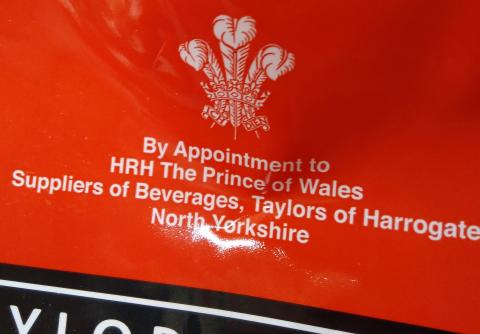 By Appointment to
HRH The Prince of Wales
Suppliers of Beverages, Taylors of Harrogate
North Yorkshire